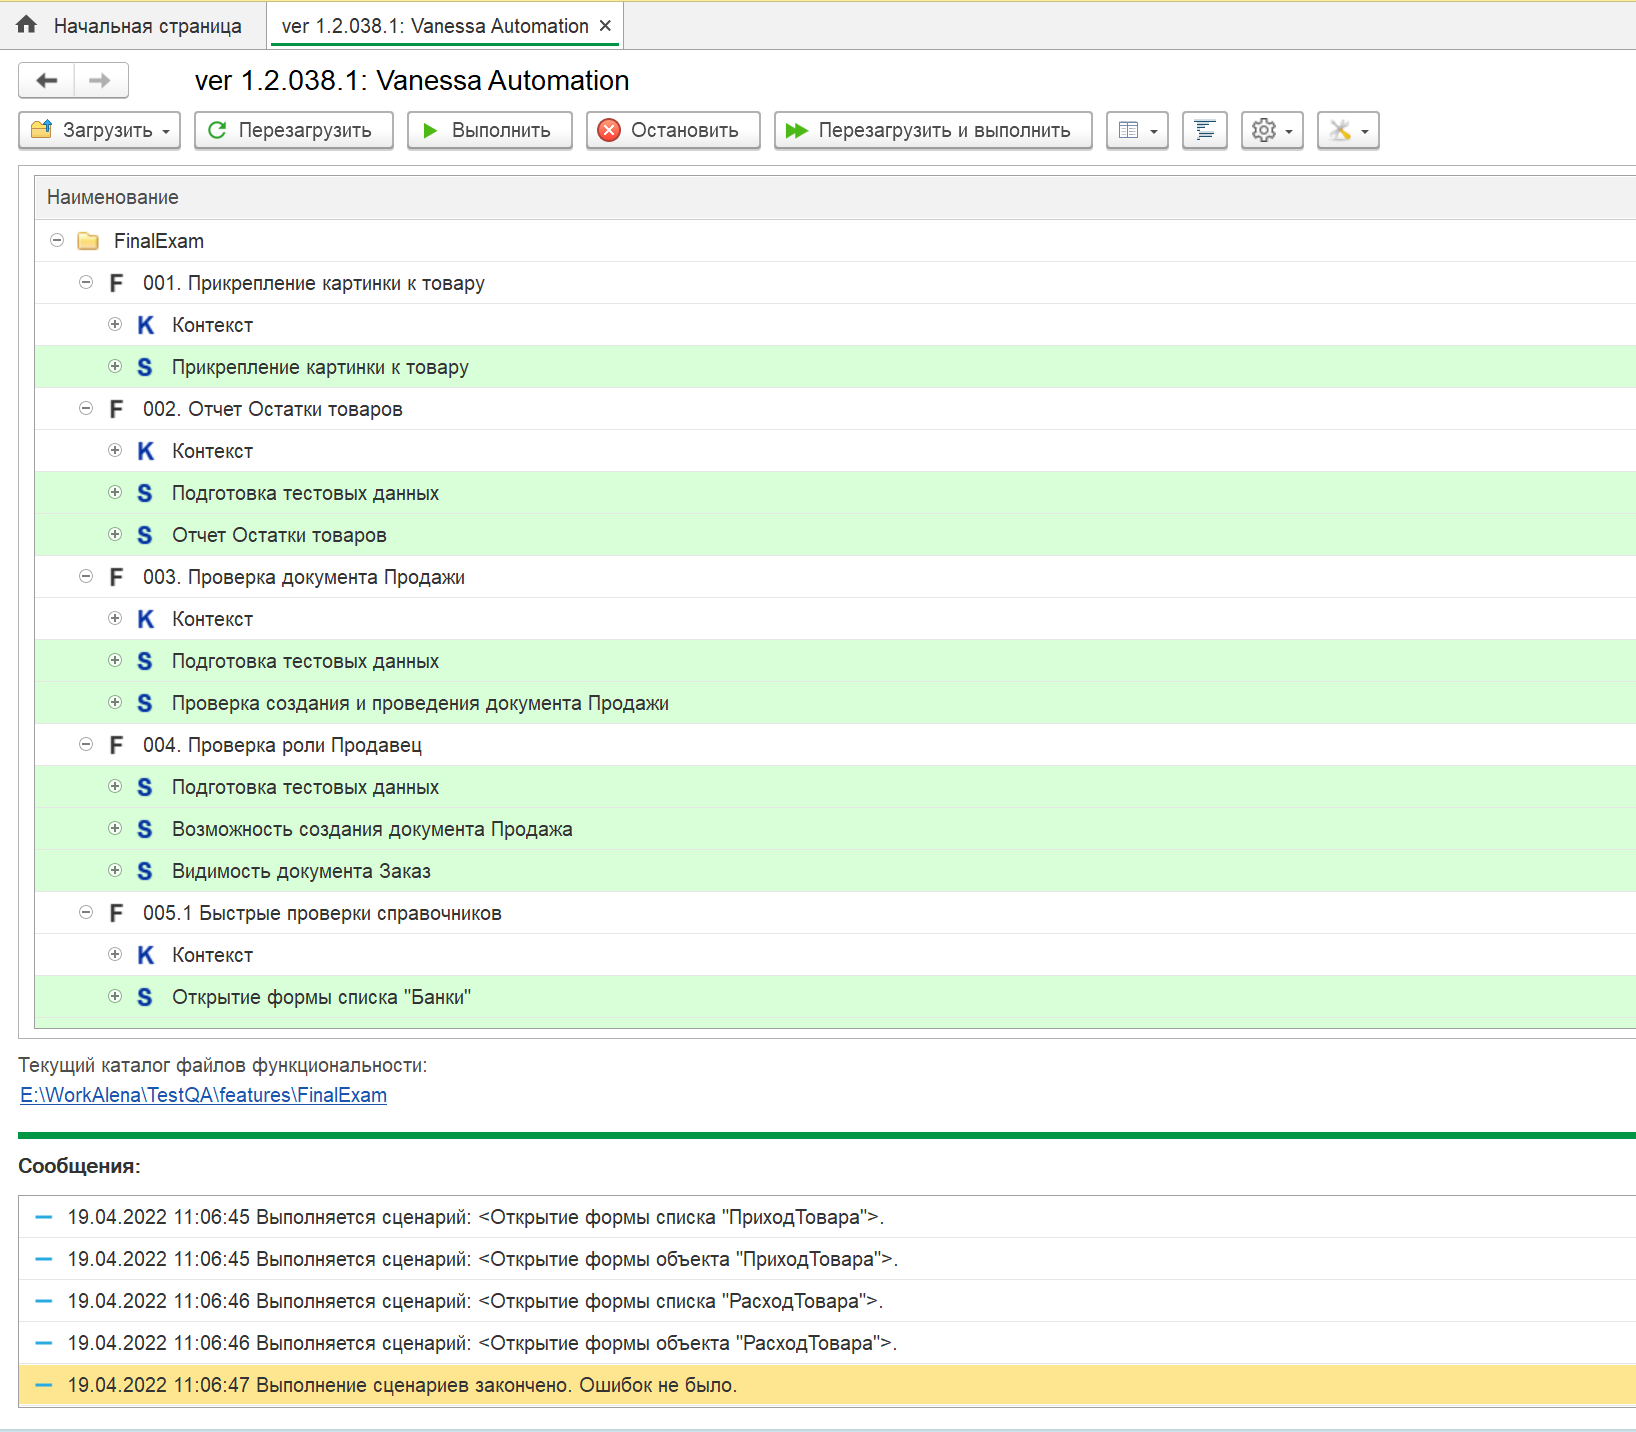 Начальная страница
ver 1.2.038.1: Vanessa Automation
ver 1.2.038.1: Vanessa Automation
Загрузить Перезагрузить Выполнить Остановить Перезагрузить и выполнить
Наименование
FinalExam
F 001. Прикрепление картинки к товару
K Контекст
S Прикрепление картинки к товару
F 002. Отчет Остатки товаров
K Контекст
S Подготовка тестовых данных
S Отчет Остатки товаров
F 003. Проверка документа Продажи
K Контекст
S Подготовка тестовых данных
S Проверка создания и проведения документа Продажи
F 004. Проверка роли Продавец
S Подготовка тестовых данных
S Возможность создания документа Продажа
S Видимость документа Заказ
F 005.1 Быстрые проверки справочников
K Контекст
S Открытие формы списка "Банки"
Текущий каталог файлов функциональности:
E:\WorkAlena\TestQA\features\FinalExam
Сообщения:
19.04.2022 11:06:45 Выполняется сценарий: <Открытие формы списка "ПриходТовара">.
19.04.2022 11:06:45 Выполняется сценарий: <Открытие формы объекта "ПриходТовара">.
19.04.2022 11:06:46 Выполняется сценарий: <Открытие формы списка "РасходТовара">.
19.04.2022 11:06:46 Выполняется сценарий: <Открытие формы объекта "РасходТовара">.
19.04.2022 11:06:47 Выполнение сценариев закончено. Ошибок не было.